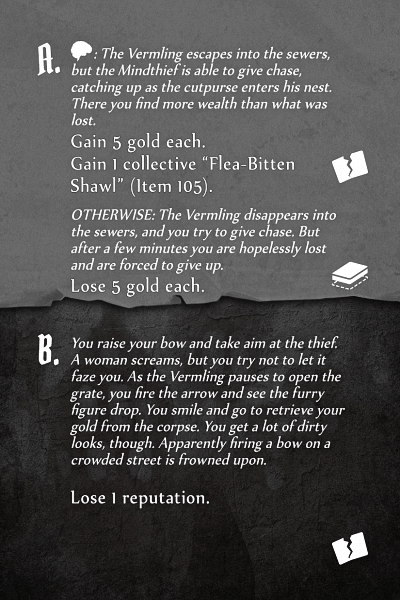 A. : The Vermling escapes into the sewers,
but the Mindthief is able to give chase,
catching up as the cutpurse enters his nest.
There you find more wealth than what was
lost.
Gain 5 gold each.
Gain 1 collective “Flea-Bitten
Shawl” (Item 105).
OTHERWISE: The Vermling disappears into
the sewers, and you try to give chase. But
after a few minutes you are hopelessly lost
and are forced to give up.
Lose 5 gold each.
B. You raise your bow and take aim at the thief.
A woman screams, but you try not to let it
faze you. As the Vermling pauses to open the
grate, you fire the arrow and see the furry
figure drop. You smile and go to retrieve your
gold from the corpse. You get a lot of dirty
looks, though. Apparently firing a bow on a
crowded street is frowned upon.
Lose 1 reputation.